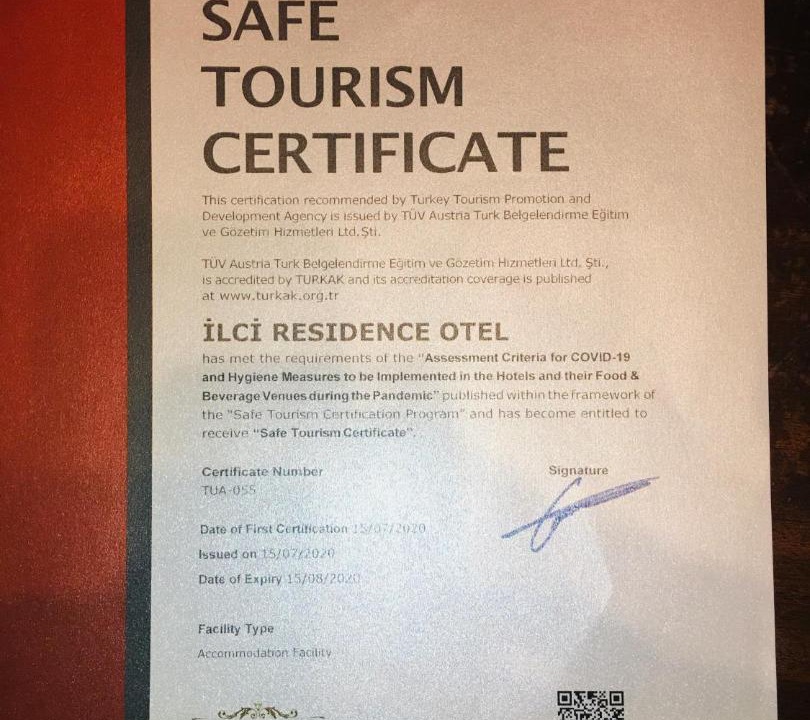 SAFE
TOURISM
CERTIFICATE
This certification recommended by Turkey Tourism Promotion and
Development Agency is issued by TÜV Austria Turk Belgelendirme Eğitim
ve Gözetim Hizmetleri Ltd.Şti.
TÜV Austria Turk Belgelendirme Eğitim ve Gözetim Hizmetleri Ltd. Şti.,
is accredited by TURKAK and its accreditation coverage is published
at www.turkak.org.tr
İLCİ RESIDENCE OTEL
has met the requirements of the "Assessment Criteria for COVID-19
and Hygiene Measures to be Implemented in the Hotels and their Food &
Beverage Venues during the Pandemic" published within the framework of
the "Safe Tourism Certification Program" and has become entitled to
receive "Safe Tourism Certificate".
Certificate Number
Signature
TUA-055
Date of First Certification 15/07/2020
Issued on 15/07/2020
Date of Expiry 15/08/2020
Facility Type
Accommodation Facility